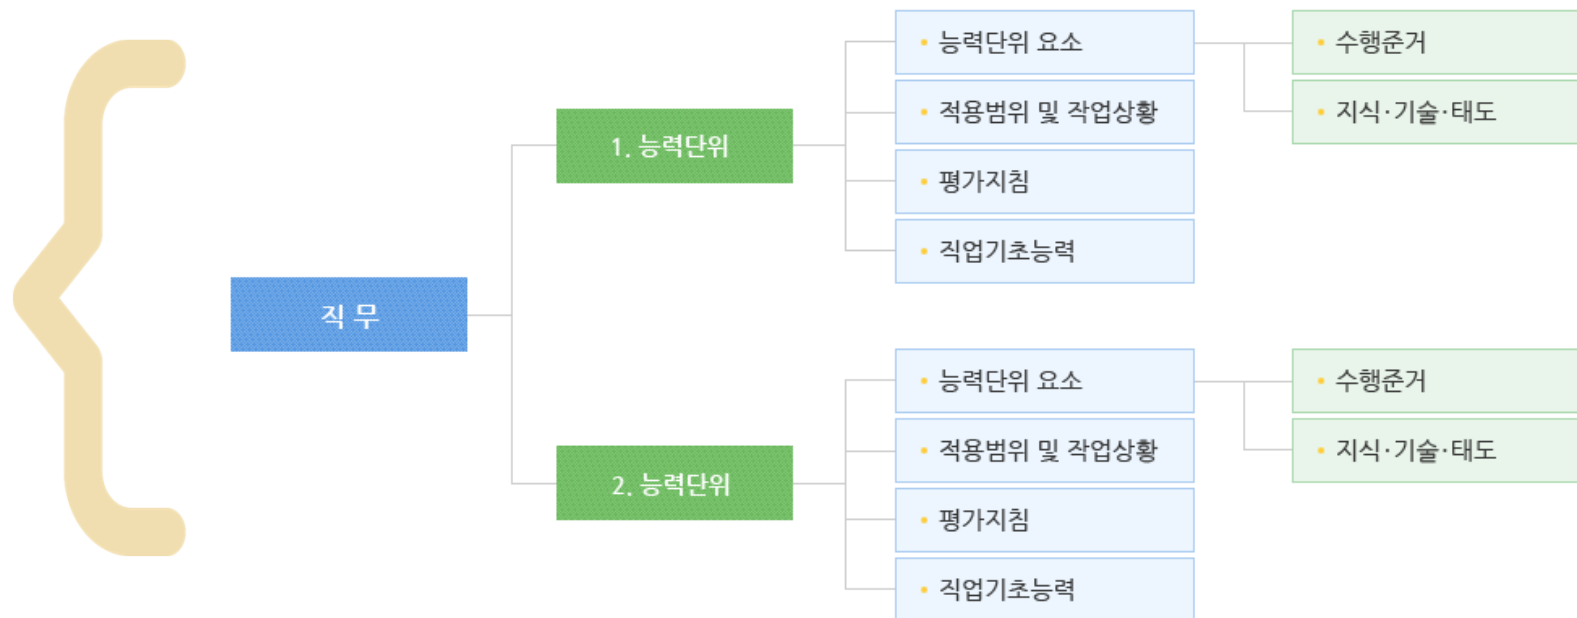 직 무
1. 능력단위
• 능력단위 요소
• 수행준거
• 지식·기술·태도
• 적용범위 및 작업상황
• 평가지침
• 직업기초능력
2. 능력단위
• 능력단위 요소
• 수행준거
• 지식·기술·태도
• 적용범위 및 작업상황
• 평가지침
• 직업기초능력